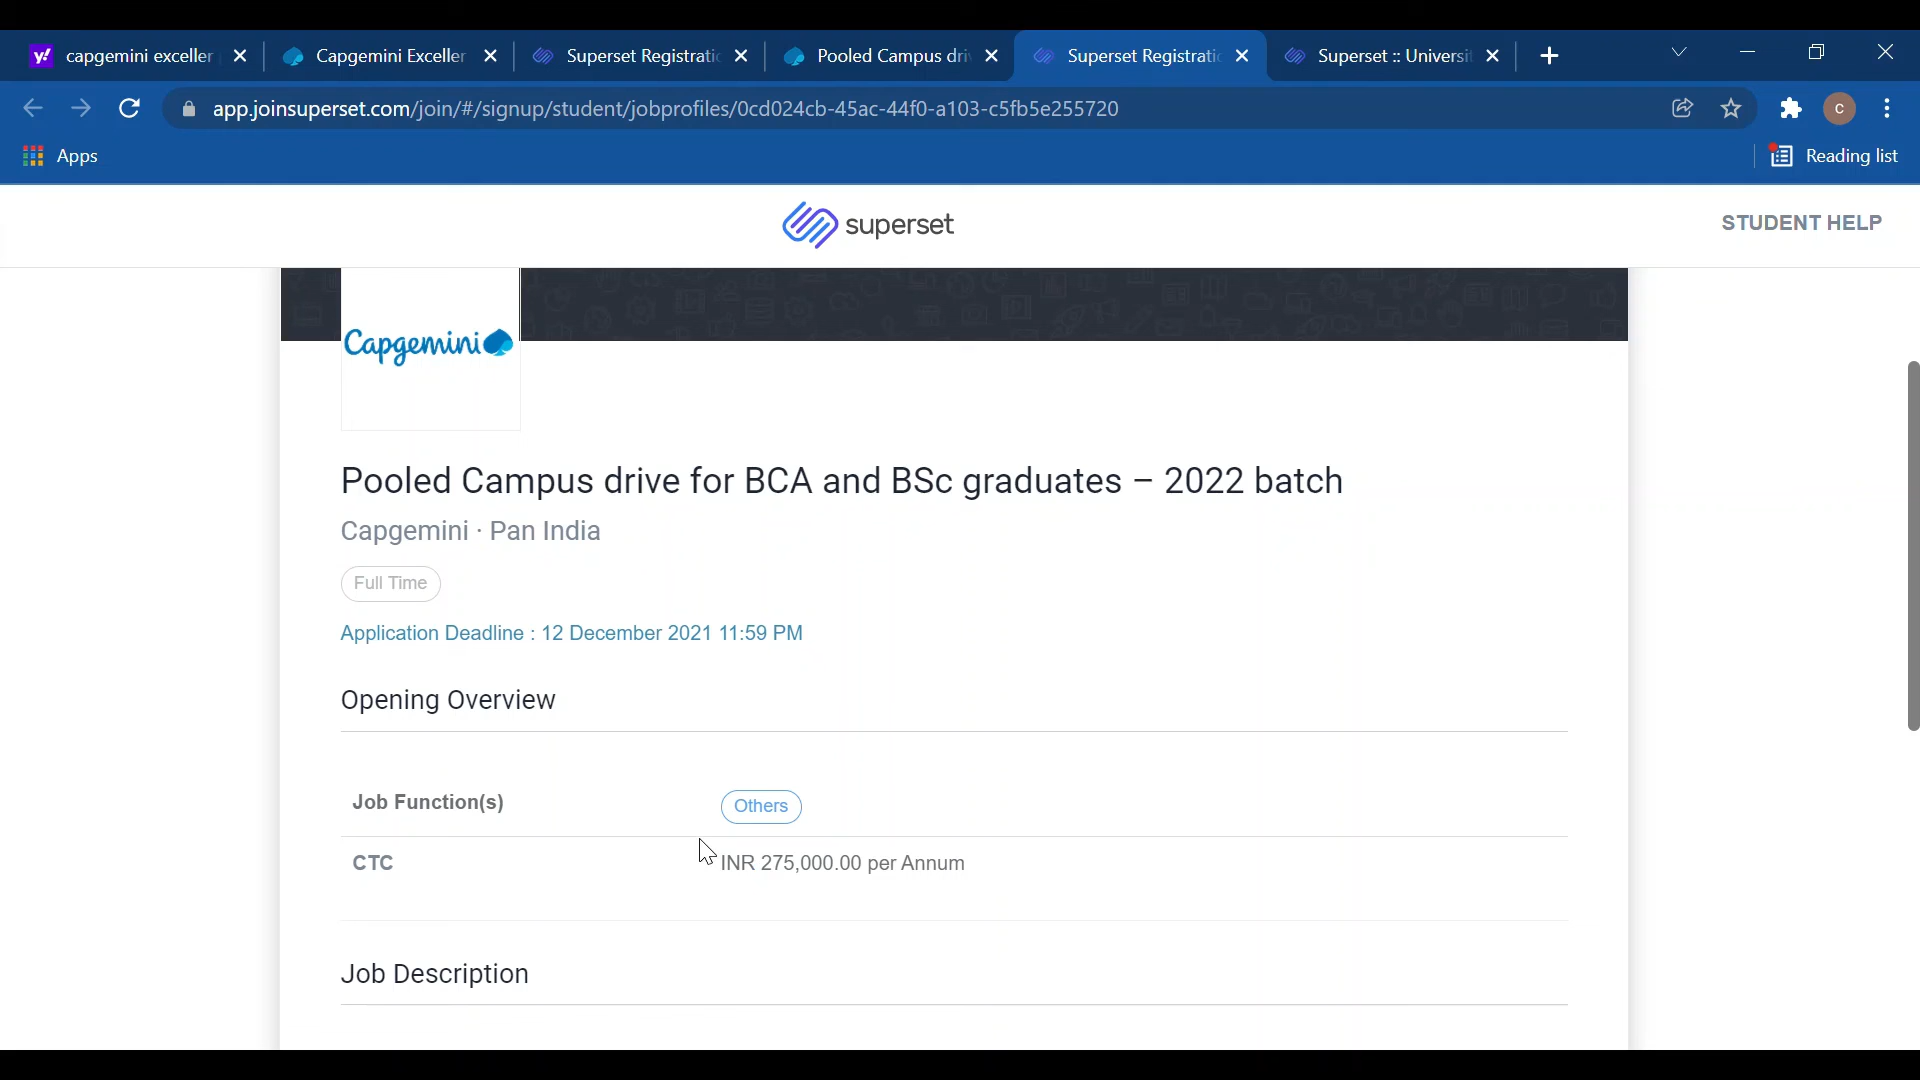 capgemini exceller
Capgemini Exceller
Superset Registratic
Pooled Campus dri
Superset Registratic
Superset :: Universit
app.joinsuperset.com/join/#/signup/student/jobprofiles/0cd024cb-45ac-44f0-a103-c5fb5e255720
c
Apps
Reading list
superset
STUDENT HELP
Capgemini
Pooled Campus drive for BCA and BSc graduates – 2022 batch
Capgemini · Pan India
Full Time
Application Deadline : 12 December 2021 11:59 PM
Opening Overview
Job Function(s)
Others
CTC
INR 275,000.00 per Annum
Job Description